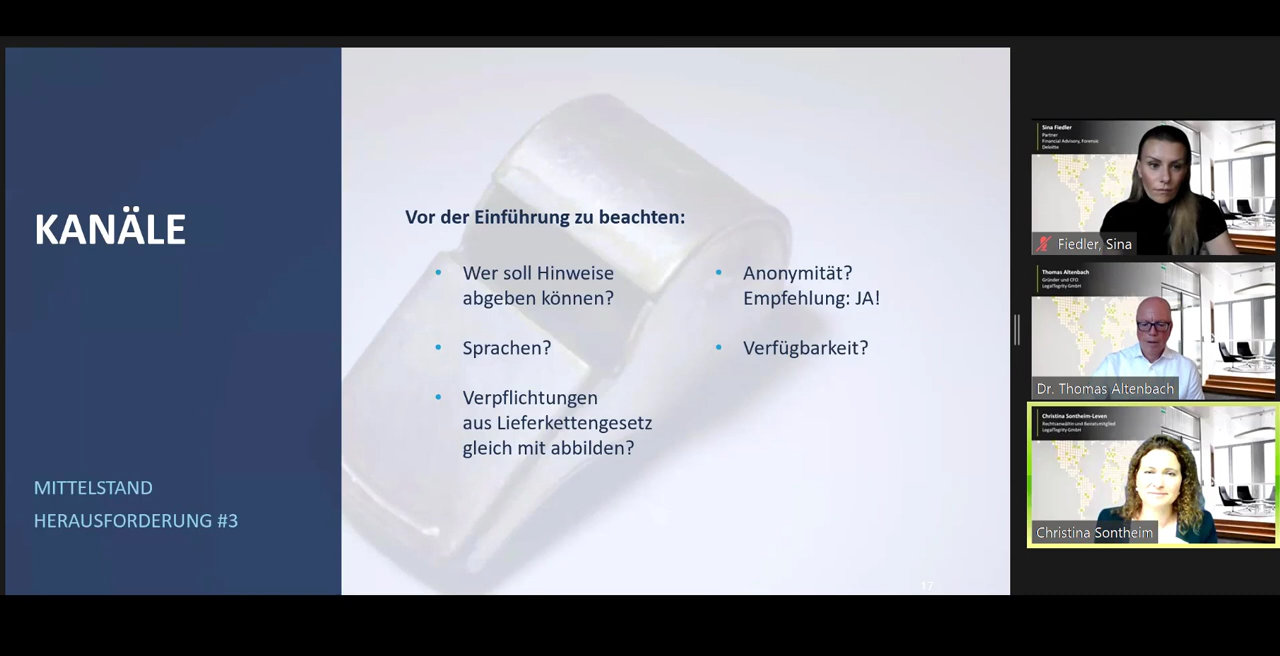 KANÄLE
MITTELSTAND
HERAUSFORDERUNG #3
Vor der Einführung zu beachten:
• Wer soll Hinweise
abgeben können?
• Sprachen?
• Verpflichtungen
aus Lieferkettengesetz
gleich mit abbilden?
• Anonymität?
Empfehlung: JA!
• Verfügbarkeit?
17
Sina Fiedler
Partner
Financial Advisory, Forensic
Deloitte
Fiedler, Sina
Thomas Altenbach
Gründer und CEO
LegalTegrity GmbH
Dr. Thomas Altenbach
Christina Sontheim-Leven
Rechtsanwältin und Beiratsmitglied
LegalTegrity GmbH
Christina Sontheim